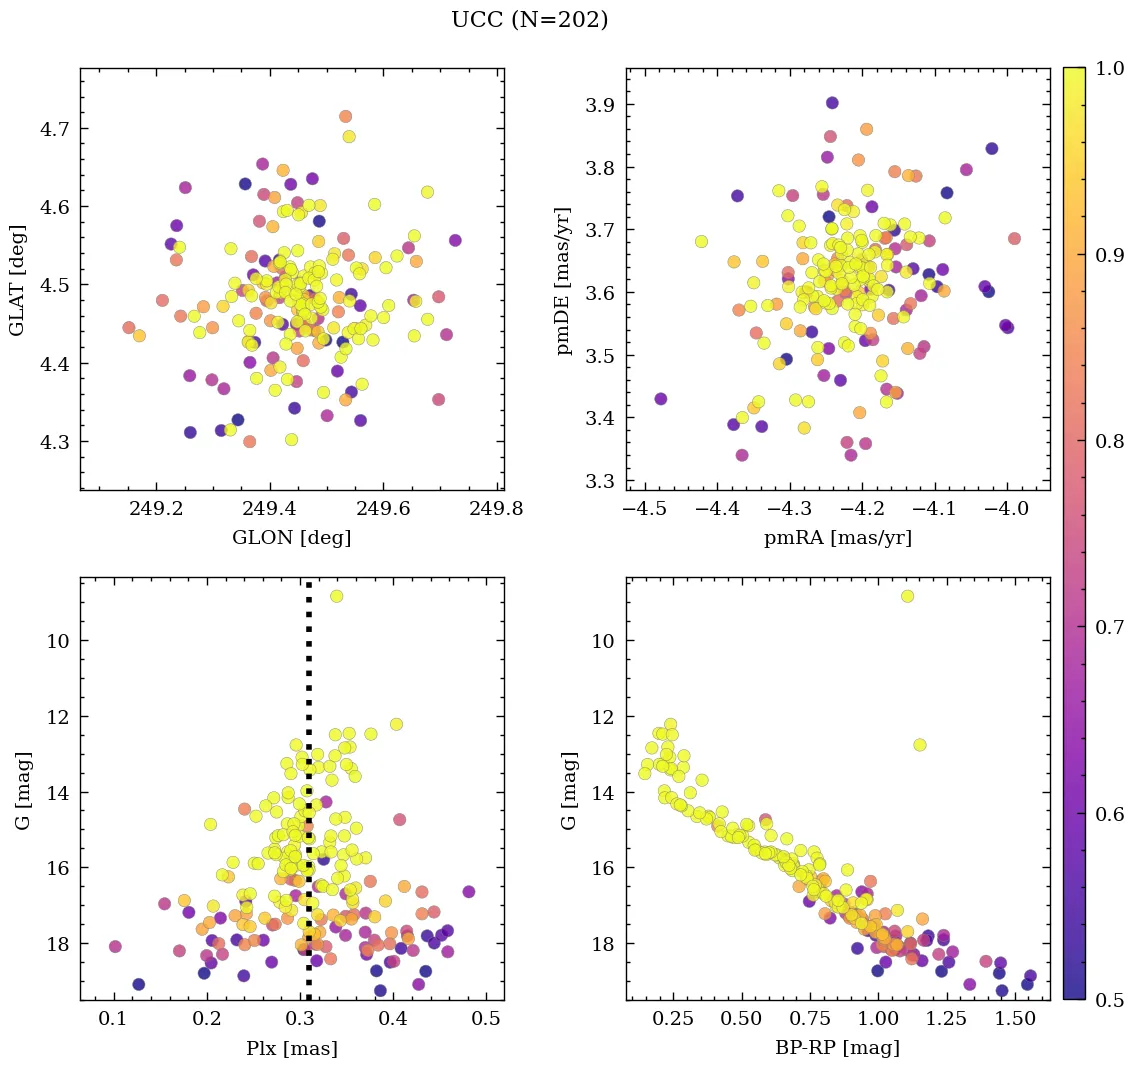 UCC (N=202)
4.7
4.6
4.5
4.4
4.3
GLAT [deg]
249.2 249.4 249.6 249.8
GLON [deg]
3.9
3.8
3.7
3.6
3.5
3.4
3.3
pmDE [mas/yr]
−4.5 −4.4 −4.3 −4.2 −4.1 −4.0
pmRA [mas/yr]
1.0
0.9
0.8
0.7
0.6
0.5
10
12
14
16
18
G [mag]
0.1 0.2 0.3 0.4 0.5
Plx [mas]
10
12
14
16
18
G [mag]
0.25 0.50 0.75 1.00 1.25 1.50
BP-RP [mag]